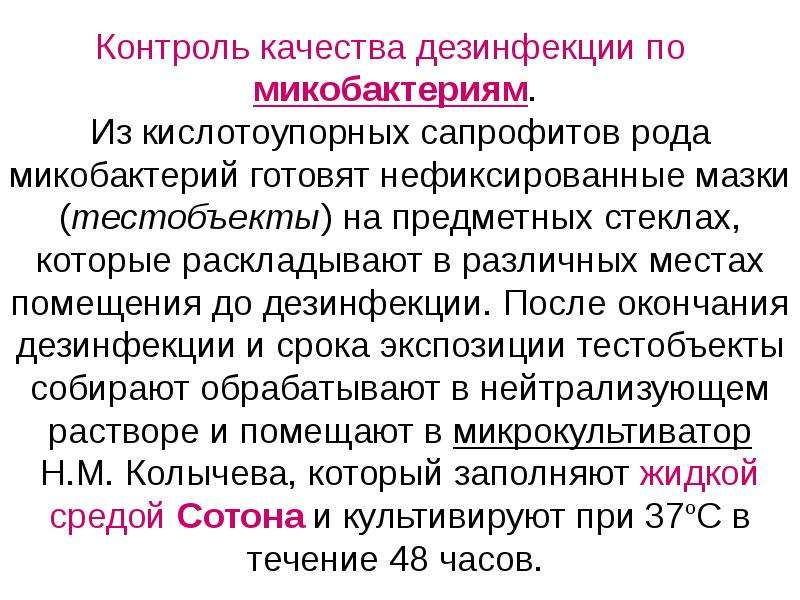 Контроль качества дезинфекции по
микобактериям.
Из кислотоупорных сапрофитов рода
микобактерий готовят нефиксированные мазки
(тестобъекты) на предметных стеклах,
которые раскладывают в различных местах
помещения до дезинфекции. После окончания
дезинфекции и срока экспозиции тестобъекты
собирают обрабатывают в нейтрализующем
растворе и помещают в микрокультиватор
Н.М. Колычева, который заполняют жидкой
средой Сотона и культивируют при 37ºС в
течение 48 часов.